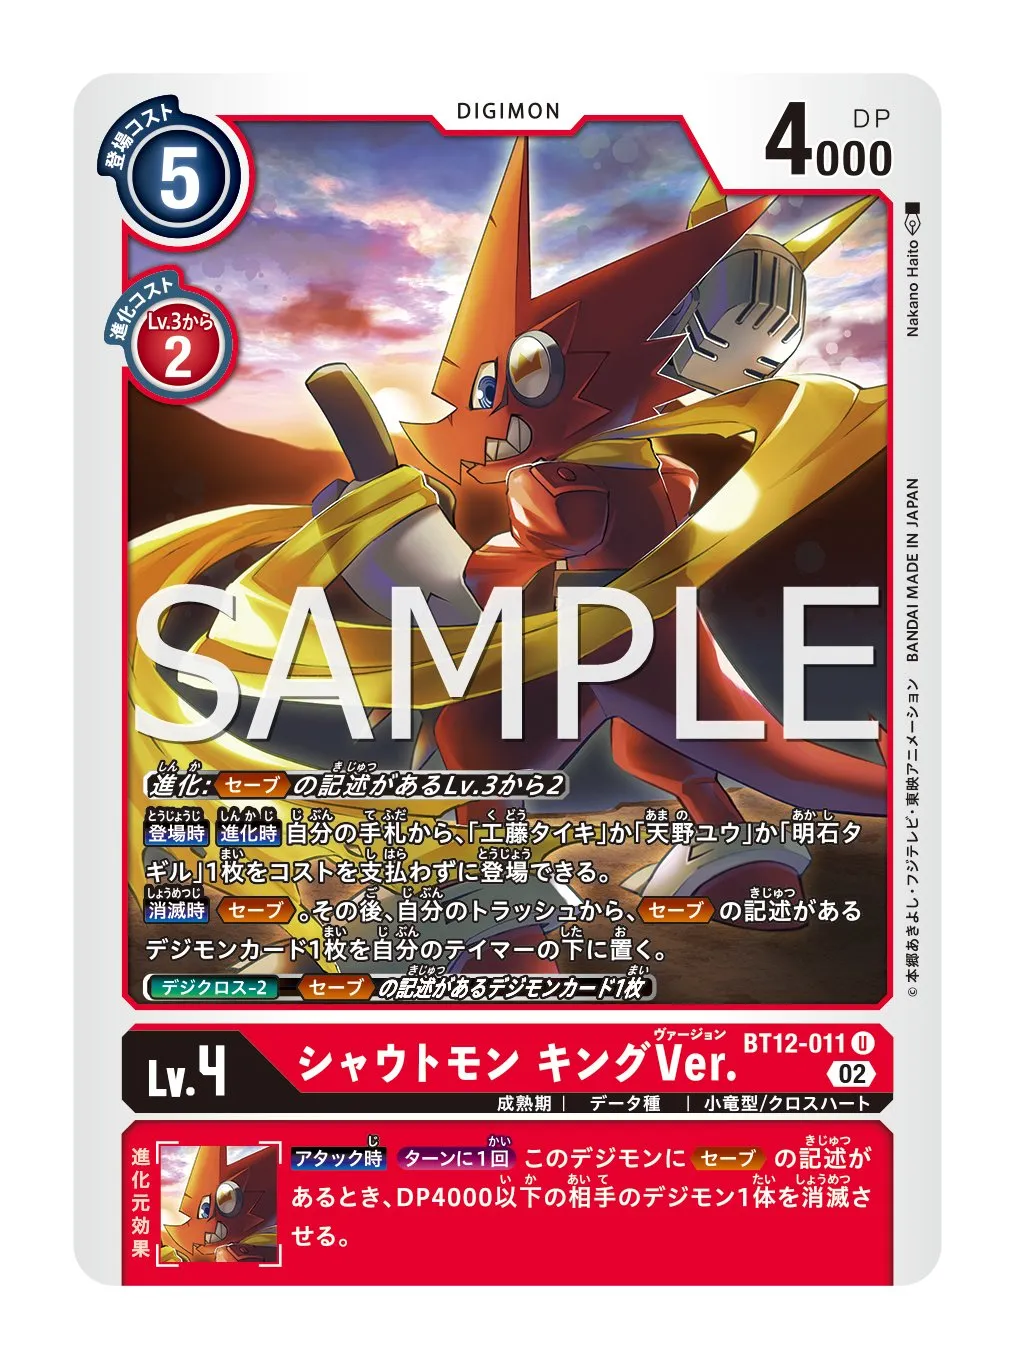 DIGIMON
登場コスト
5
DP
4000
進化コスト
Lv.3から
2
Nakano Haito
SAMPLE
進化:セーブの記述があるLv.3から2
登場時 進化時 自分の手札から、「工藤タイキ」か「天野ユウ」か「明石タ
ギル」1枚をコストを支払わずに登場できる。
消滅時 セーブ。その後、自分のトラッシュから、セーブの記述がある
デジモンカード1枚を自分のテイマーの下に置く。
デジクロス-2 セーブの記述があるデジモンカード1枚
©本郷あきよし・フジテレビ・東映アニメーション BANDAI MADE IN JAPAN
Lv.4
シャウトモン キングVer.
ヴァージョン
BT12-011 U
02
成熟期 | データ種 | 小竜型/クロスハート
進化元効果
アタック時 ターンに1回 このデジモンにセーブの記述が
あるとき、DP4000以下の相手のデジモン1体を消滅さ
せる。